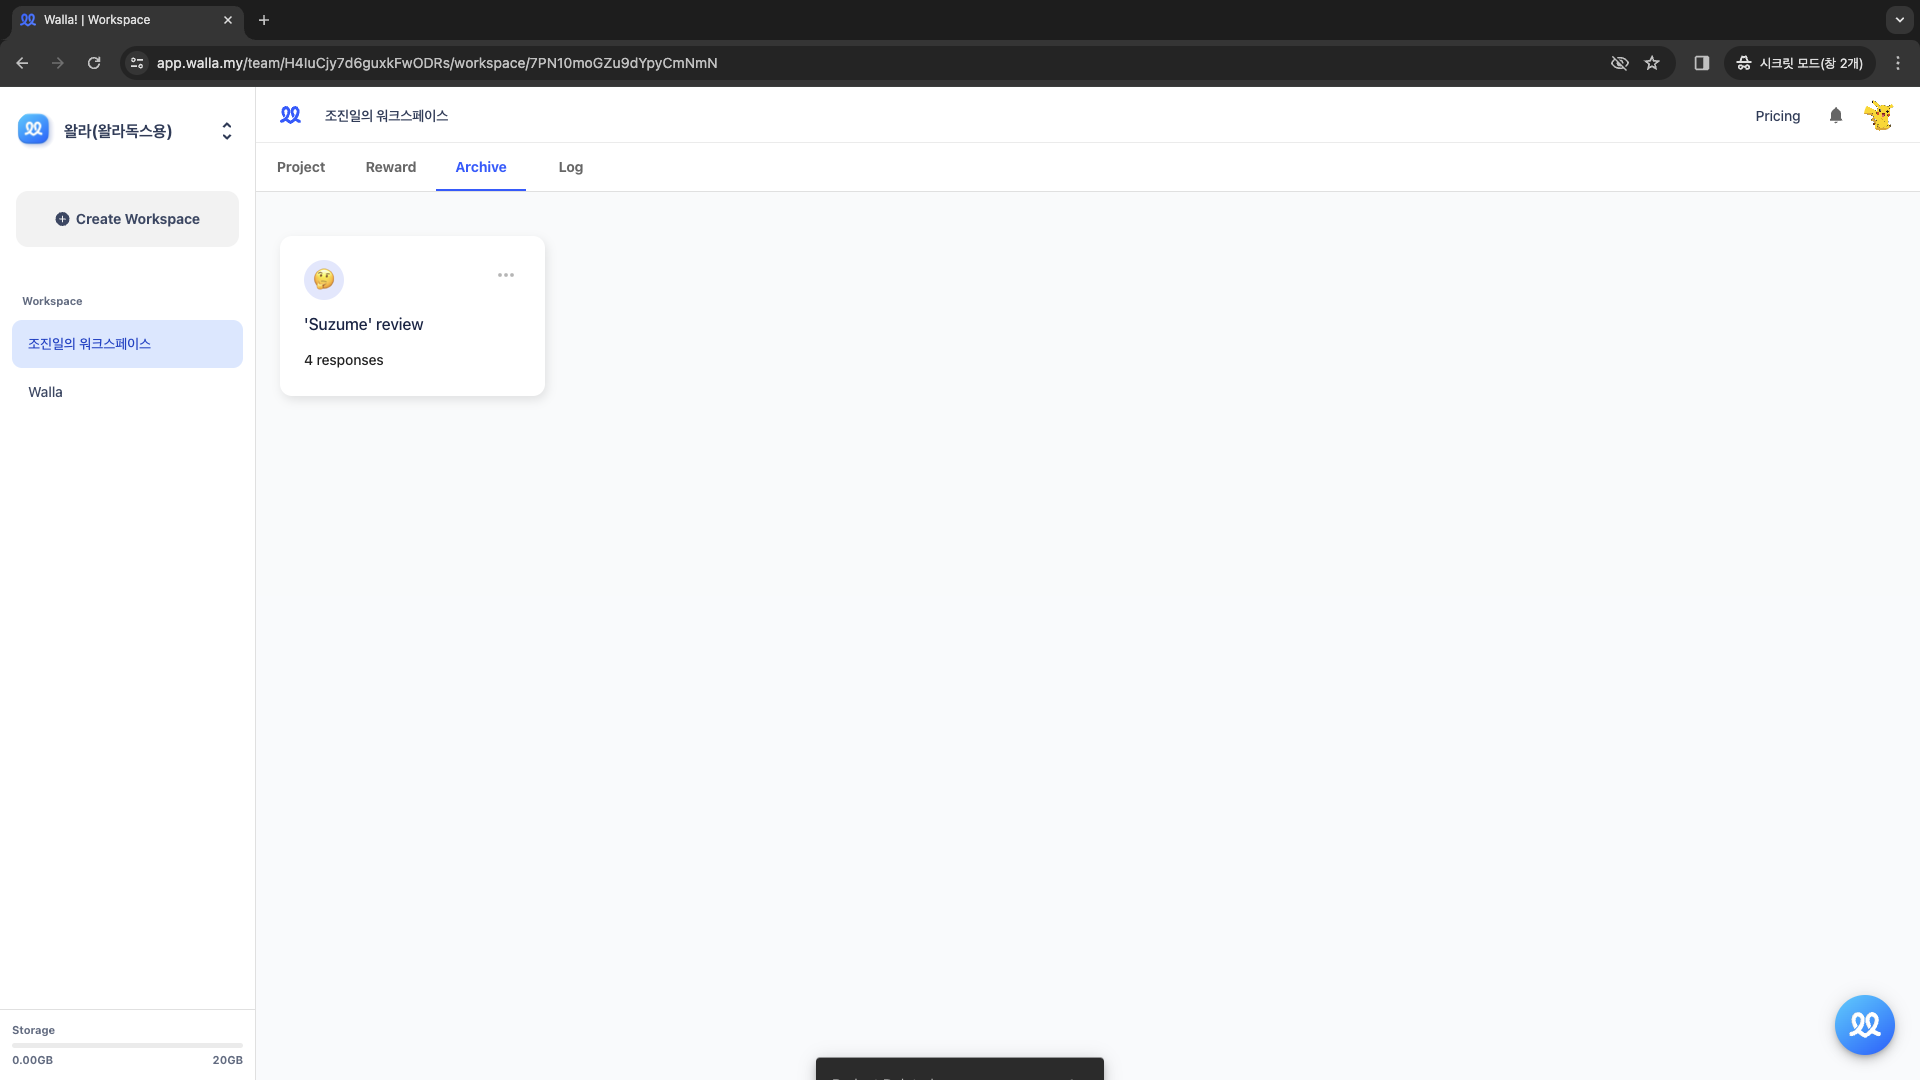 Walla! | Workspace
app.walla.my/team/H4IuCjy7d6guxkFwODRs/workspace/7PN10moGZu9dYpyCmNmN
시크릿 모드(창 2개)
왈라(왈라독스용)
조진일의 워크스페이스
Pricing
Project
Reward
Archive
Log
Create Workspace
Workspace
조진일의 워크스페이스
Walla
'Suzume' review
4 responses
Storage
0.00GB
20GB